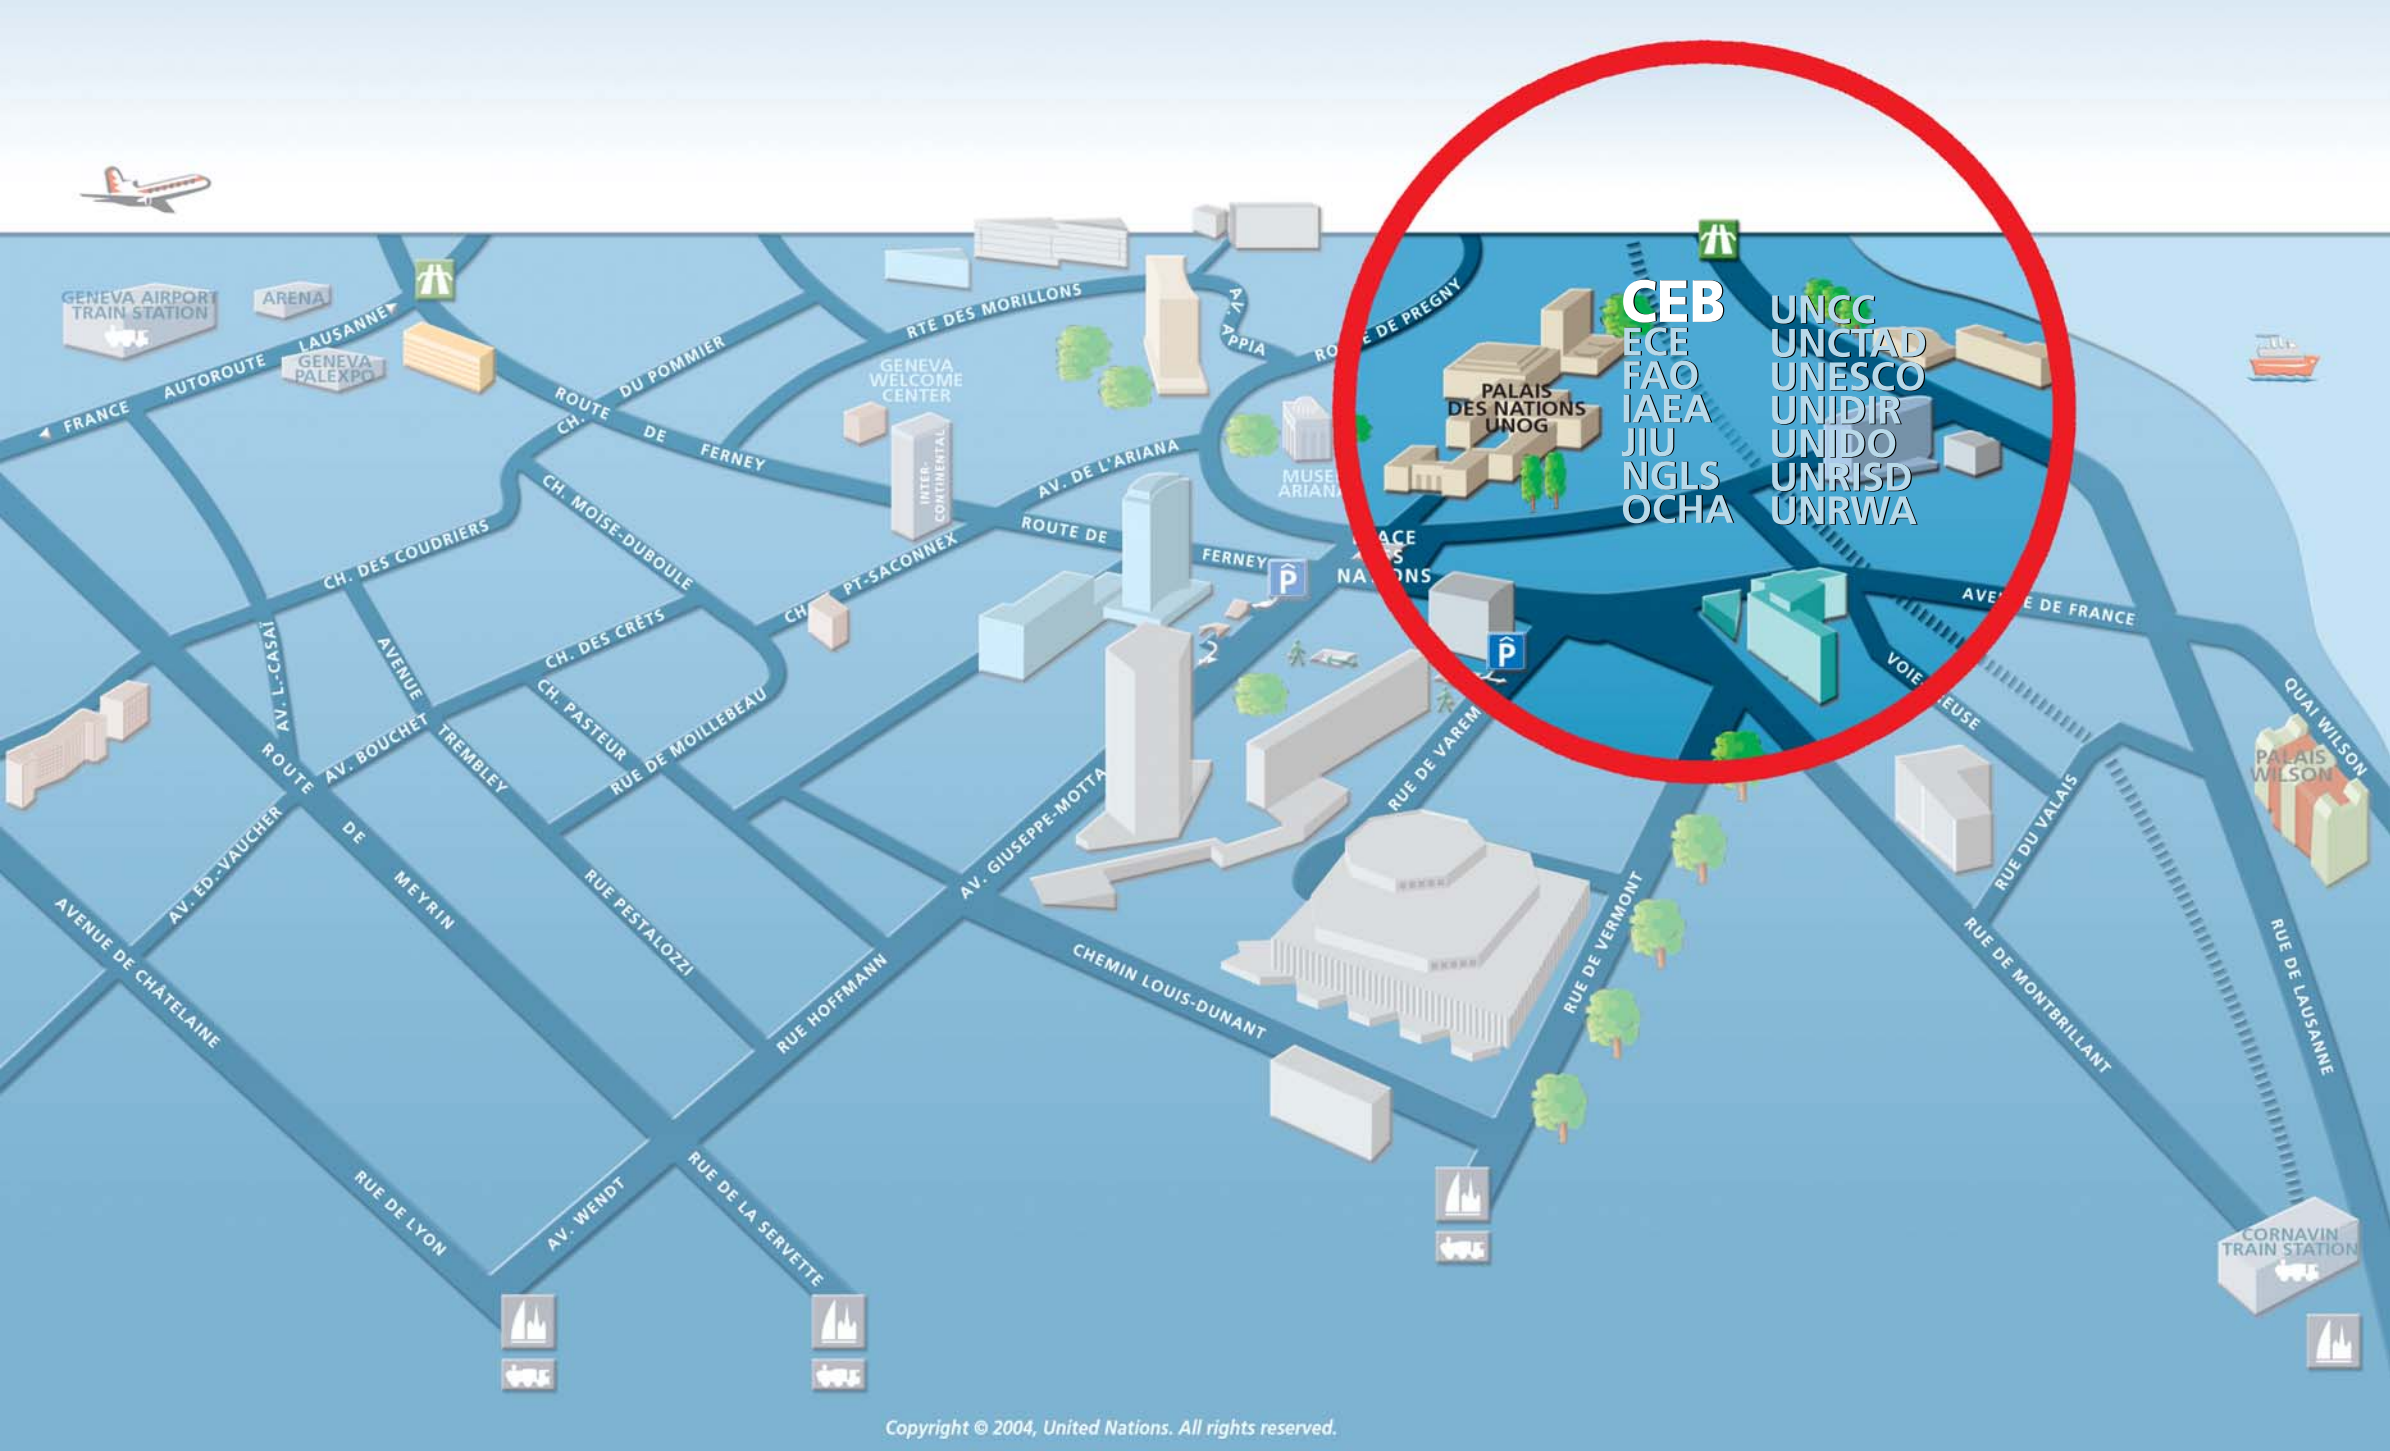 GENEVA AIRPORT
TRAIN STATION
ARENA
LAUSANNE
AUTOROUTE
FRANCE
GENEVA
PALEXPO
ROUTE
DE
FERNEY
CH.
DU POMMIER
RTE DES MORILLONS
AV. APPIA
ROUTE DE PREGNY
GENEVA
WELCOME
CENTER
INTER-
CONTINENTAL
AV. DE L'ARIANA
CEB
ECE
FAO
IAEA
JIU
NGLS
OCHA
UNCC
UNCTAD
UNESCO
UNIDIR
UNIDO
UNRISD
UNRWA
PALAIS
DES NATIONS
UNOG
ARIANA
NATIONS
ROUTE DE
FERNEY
P
P
CH. MOÏSE-DUBOULE
CH. DES COUDRIERS
CH.
PT-SACONNEX
CH. DES CRÊTS
AV. L.-CASAÏ
AVENUE
TREMBLEY
CH. PASTEUR
RUE DE MOILLEBEAU
AV. BOUCHET
AVENUE DE FRANCE
QUAI WILSON
PALAIS
WILSON
RUE DU VALAIS
RUE DE VAREM
AV. GIUSEPPE-MOTTA
ROUTE
DE
MEYRIN
AV. ED.-VAUCHER
RUE PESTALOZZI
AVENUE DE CHÂTELAINE
RUE HOFFMANN
CHEMIN LOUIS-DUNANT
RUE DE VERMONT
RUE DE MONTBRILLANT
RUE DE LAUSANNE
RUE DE LYON
AV. WENDT
RUE DE LA SERVETTE
CORNAVIN
TRAIN STATION
Copyright © 2004, United Nations. All rights reserved.